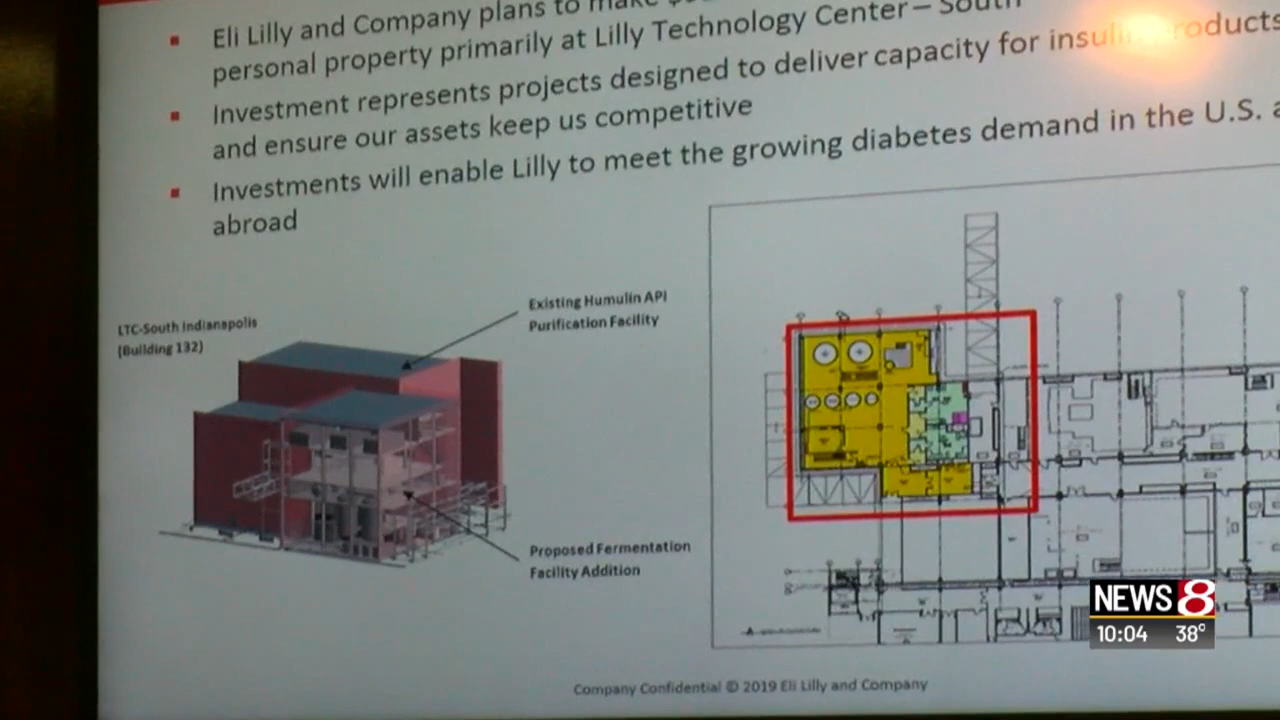 Eli Lilly and Company plans to make
personal property primarily at Lilly Technology Center – South
Investment represents projects designed to deliver capacity for insulin products
and ensure our assets keep us competitive
Investments will enable Lilly to meet the growing diabetes demand in the U.S.
abroad
LTC-South Indianapolis
(Building 132)
Existing Humulin API
Purification Facility
Proposed Fermentation
Facility Addition
NEWS 8
10:04 38°
Company Confidential © 2019 Eli Lilly and Company